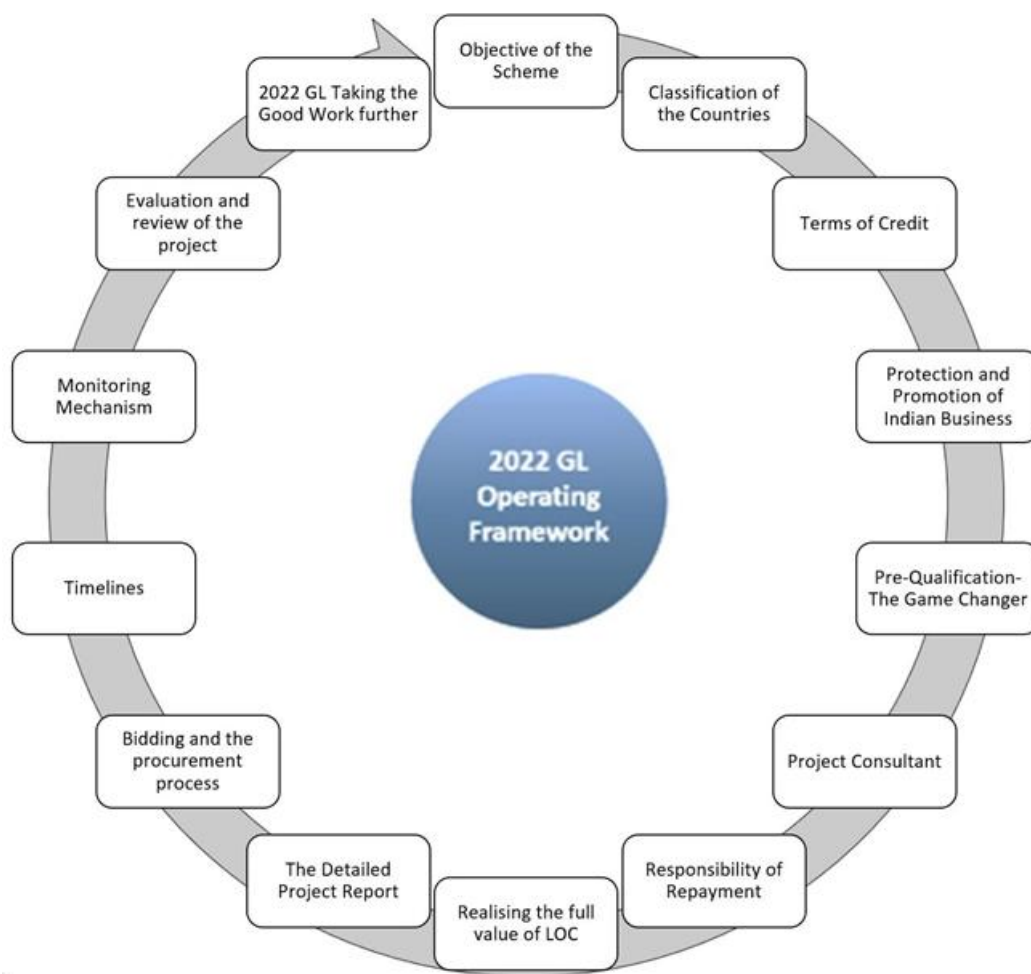 Objective of the
Scheme
Classification of
the Countries
Terms of Credit
Protection and
Promotion of
Indian Business
Pre-Qualification-
The Game Changer
Project Consultant
Responsibility of
Repayment
Realising the full
value of LOC
The Detailed
Project Report
Bidding and the
procurement
process
Timelines
Monitoring
Mechanism
Evaluation and
review of the
project
2022 GL Taking the
Good Work further
2022 GL
Operating
Framework